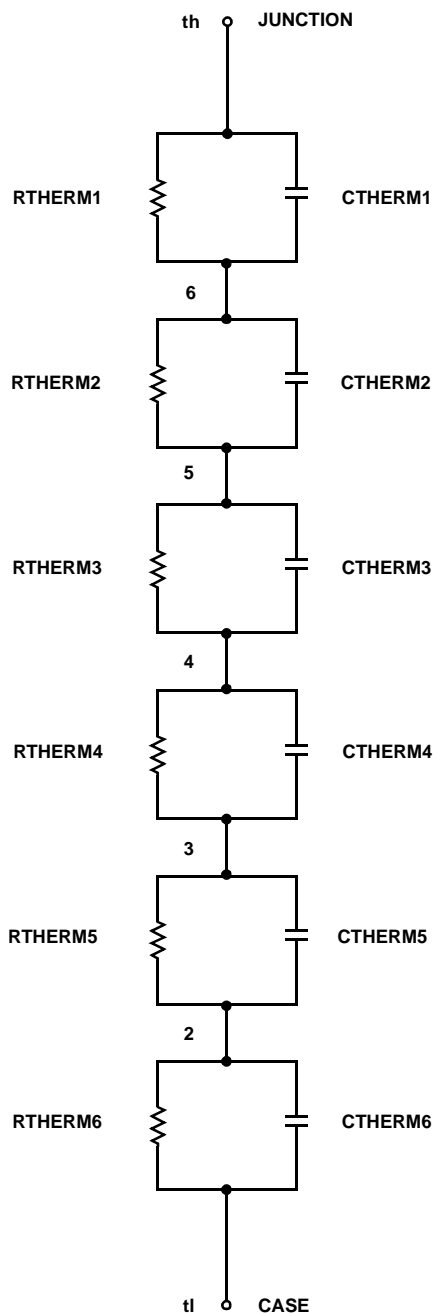 th JUNCTION
RTHERM1 CTHERM1
6
RTHERM2 CTHERM2
5
RTHERM3 CTHERM3
4
RTHERM4 CTHERM4
3
RTHERM5 CTHERM5
2
RTHERM6 CTHERM6
tl CASE